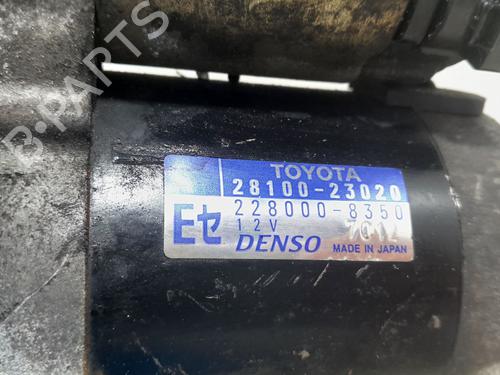 B-PARTS
TOYOTA
28100-23020
228000-8350
Eセ
12V
DENSO
MADE IN JAPAN